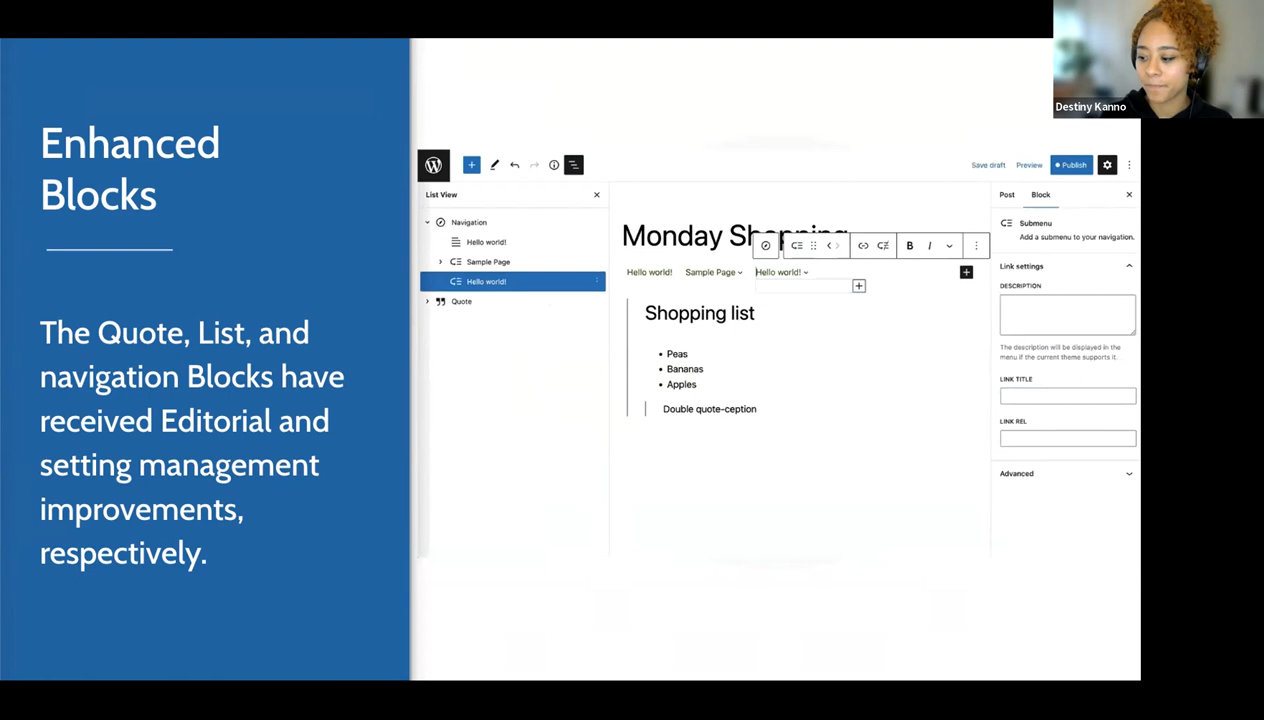 Enhanced
Blocks
The Quote, List, and
navigation Blocks have
received Editorial and
setting management
improvements,
respectively.
Destiny Kanno
Save draft Preview Publish
List View
Navigation
Hello world!
Sample Page
Hello world!
Quote
Monday Shopping
B I
Hello world! Sample Page Hello world!
Shopping list
• Peas
• Bananas
• Apples
Double quote-ception
Post Block
Submenu
Add a submenu to your navigation.
Link settings
DESCRIPTION
The description will be displayed in the
menu if the current theme supports it.
LINK TITLE
LINK REL
Advanced